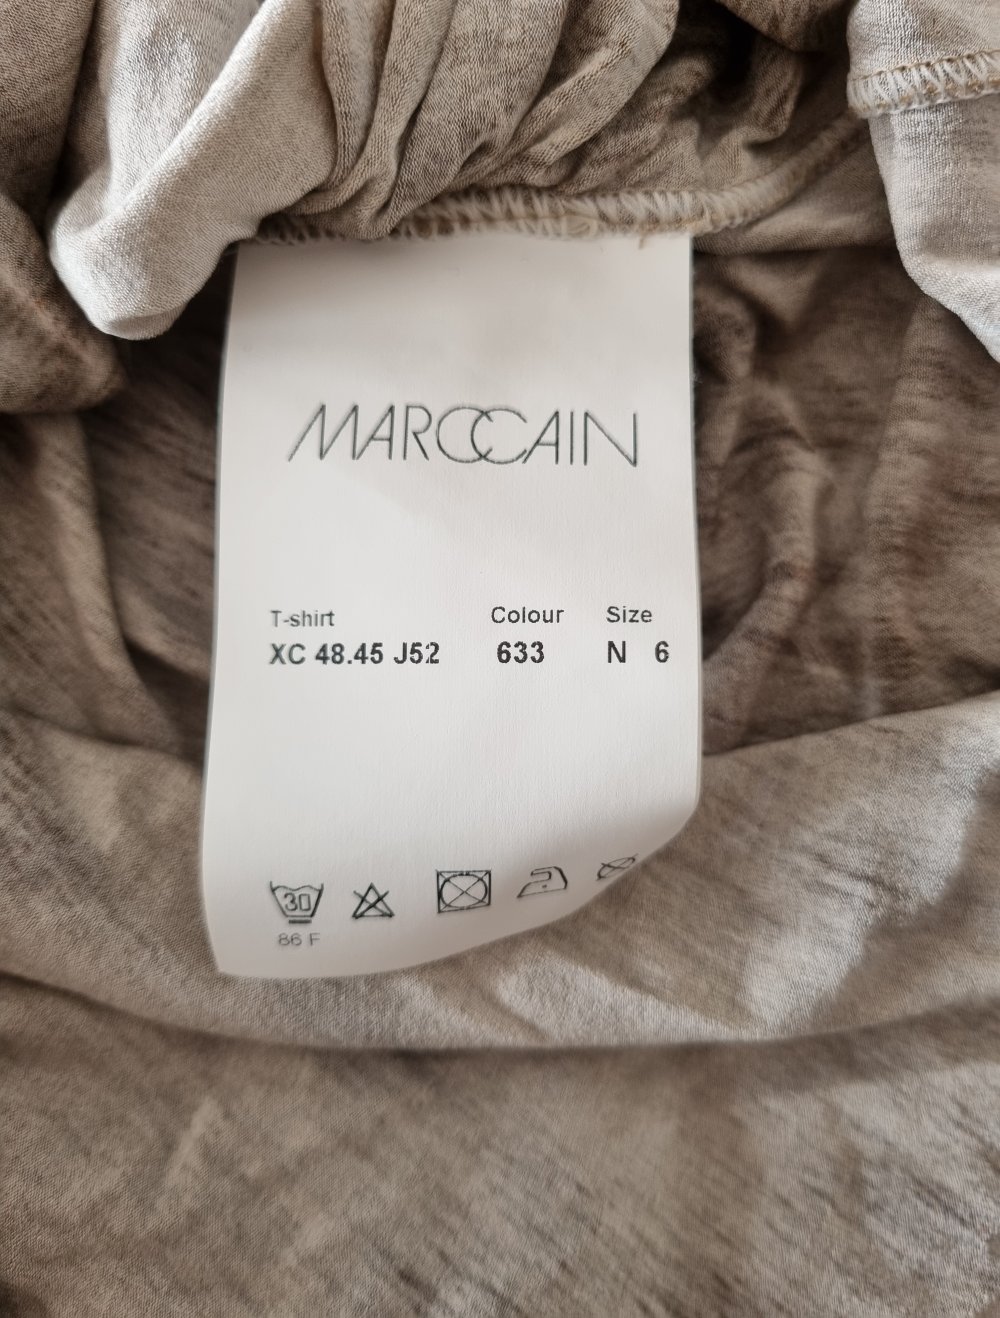 MARCCAIN
T-shirt Colour Size
XC 48.45 J52 633 N 6
30
86 F